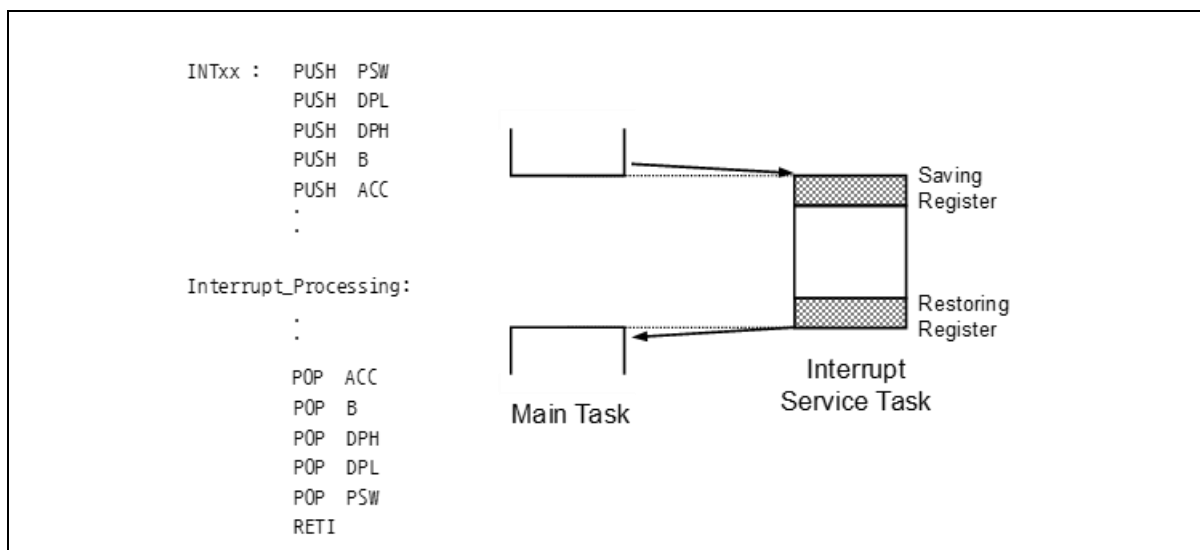 INTxx : PUSH PSW
PUSH DPL
PUSH DPH
PUSH B
PUSH ACC
:
Interrupt_Processing:
:
POP ACC
POP B
POP DPH
POP DPL
POP PSW
RETI
Saving
Register
Restoring
Register
Main Task
Interrupt
Service Task